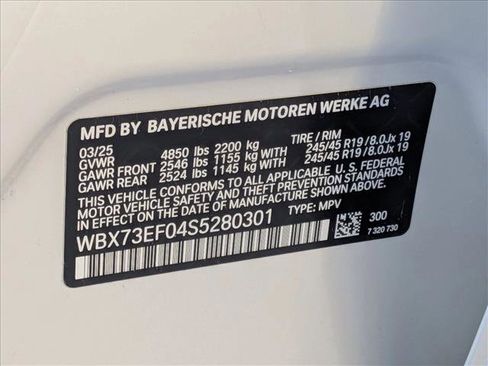 MFD BY BAYERISCHE MOTOREN WERKE AG
03/25 TIRE / RIM
GVWR 4850 lbs 2200 kg
GAWR FRONT 2546 lbs 1155 kg WITH 245/45 R19 / 8.0Jx 19
GAWR REAR 2524 lbs 1145 kg WITH 245/45 R19 / 8.0Jx 19
THIS VEHICLE CONFORMS TO ALL APPLICABLE U.S. FEDERAL
MOTOR VEHICLE SAFETY AND THEFT PREVENTION STANDARDS
IN EFFECT ON THE DATE OF MANUFACTURE SHOWN ABOVE.
WBX73EF04S5280301 TYPE: MPV
300
7 320 730